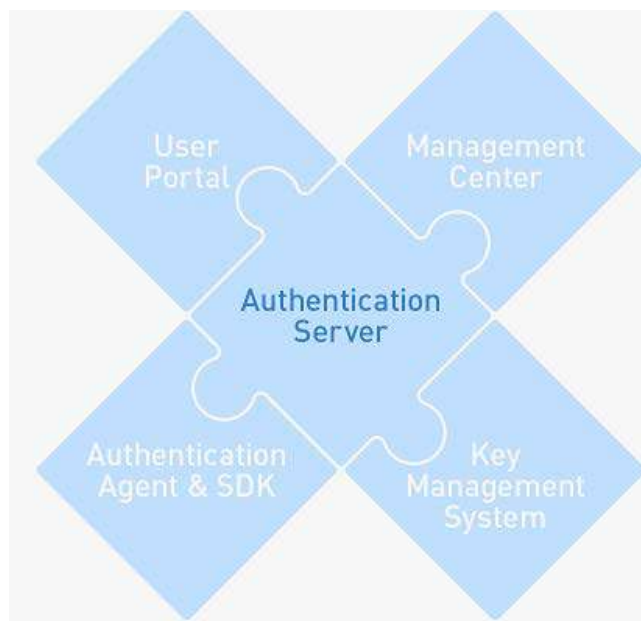 User
Portal
Management
Center
Authentication
Server
Authentication
Agent & SDK
Key
Management
System